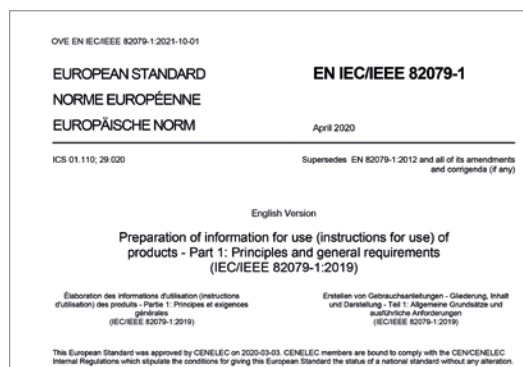 OVE EN IEC/IEEE 82079-1:2021-10-01
EUROPEAN STANDARD
NORME EUROPÉENNE
EUROPÄISCHE NORM
EN IEC/IEEE 82079-1
April 2020
ICS 01.110; 29.020
Supersedes EN 82079-1:2012 and all of its amendments
and corrigenda (if any)
English Version
Preparation of information for use (instructions for use) of
products - Part 1: Principles and general requirements
(IEC/IEEE 82079-1:2019)
Élaboration des informations d'utilisation (instructions
d'utilisation) des produits - Partie 1: Principes et exigences
générales
(IEC/IEEE 82079-1:2019)
Erstellen von Gebrauchsanleitungen - Gliederung, Inhalt
und Darstellung - Teil 1: Allgemeine Grundsätze und
ausführliche Anforderungen
(IEC/IEEE 82079-1:2019)
This European Standard was approved by CENELEC on 2020-03-03. CENELEC members are bound to comply with the CEN/CENELEC
Internal Regulations which stipulate the conditions for giving this European Standard the status of a national standard without any alteration.